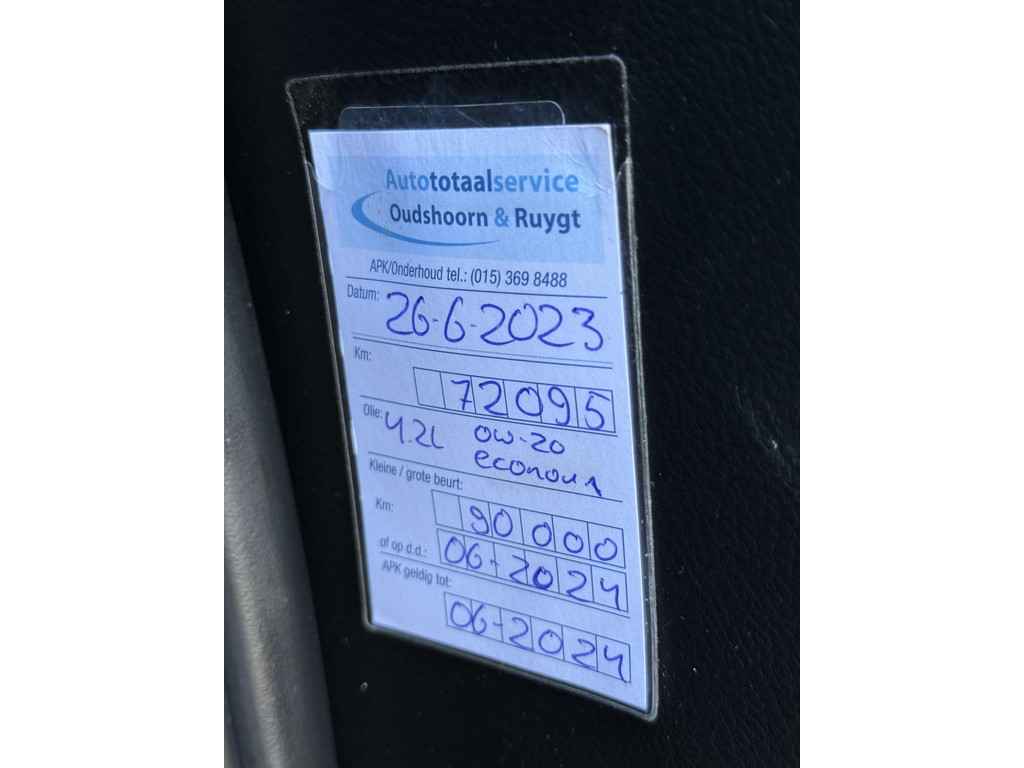 Autototaalservice
Oudshoorn & Ruygt
APK/Onderhoud tel.: (015) 369 8488
Datum: 26-6-2023
Km:
72095
Olie: 4.2L 0W-20
economy
Kleine / grote beurt:
Km: 90000
of op d.d.: 06-2024
APK geldig tot:
06-2024